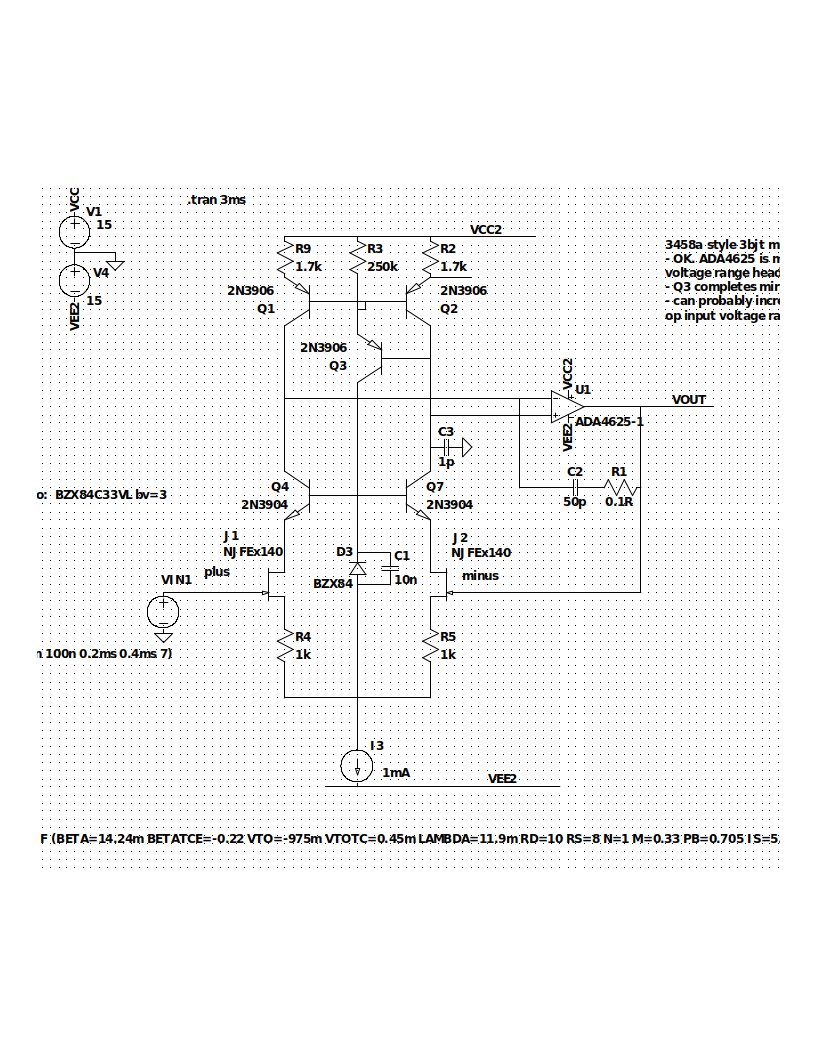 VCC
V1
15
V4
15
VEE2
.tran 3ms
VCC2
R9
1.7k
R3
250k
R2
1.7k
2N3906
Q1
2N3906
Q2
2N3906
Q3
3458a style 3bjt m
- OK. ADA4625 is m
voltage range head
- Q3 completes mir
- can probably incre
op input voltage ra
VCC2
U1
VEE2
ADA4625-1
VOUT
C3
1p
C2
50p
R1
0.1R
Q4
2N3904
Q7
2N3904
o: BZX84C33VL bv=3
J1
NJFEx140
plus
VIN1
D3
BZX84
C1
10n
J2
NJFEx140
minus
n 100n 0.2ms 0.4ms 7)
R4
1k
R5
1k
I3
1mA
VEE2
F (BETA=14.24m BETATCE=-0.22 VTO=-975m VTOTC=0.45m LAMBDA=11.9m RD=10 RS=8 N=1 M=0.33 PB=0.705 IS=5